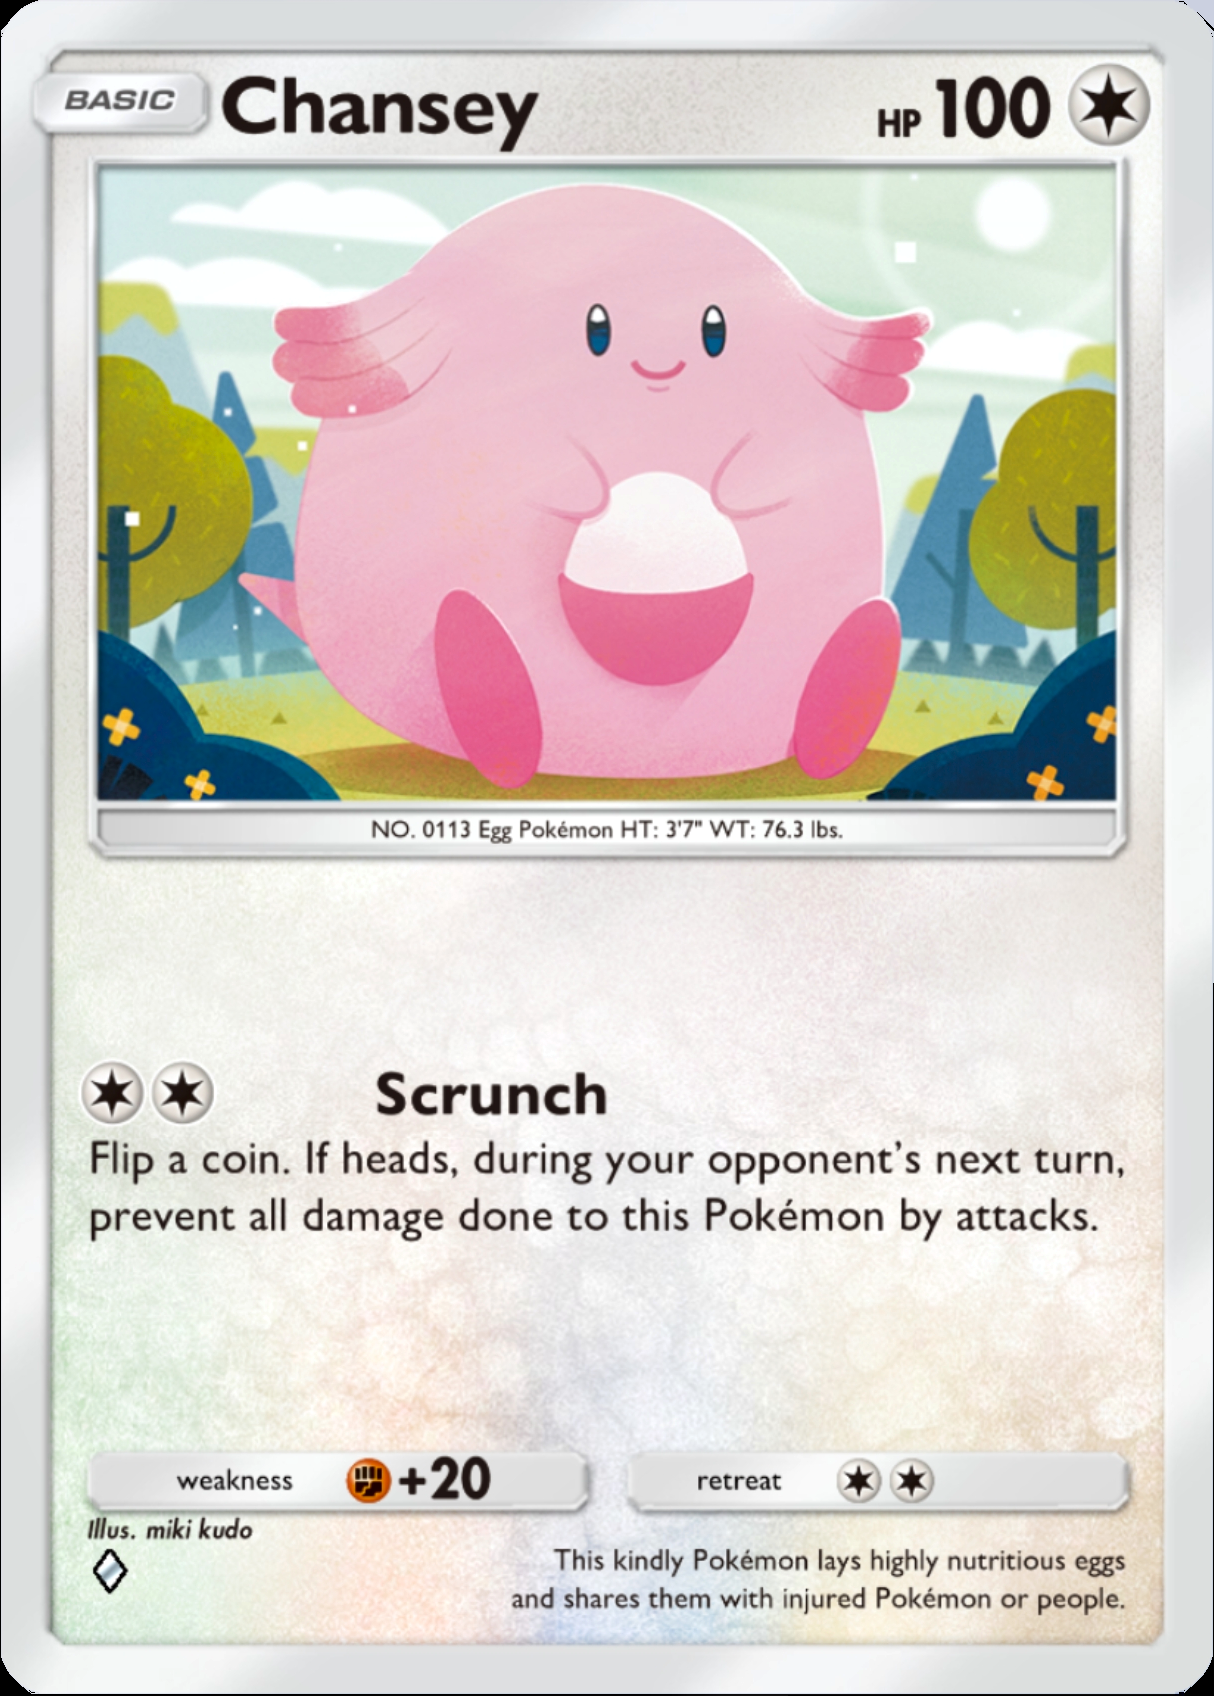 BASIC Chansey HP 100
NO. 0113 Egg Pokémon HT: 3'7" WT: 76.3 lbs.
Scrunch
Flip a coin. If heads, during your opponent’s next turn,
prevent all damage done to this Pokémon by attacks.
weakness +20 retreat
Illus. miki kudo
This kindly Pokémon lays highly nutritious eggs
and shares them with injured Pokémon or people.